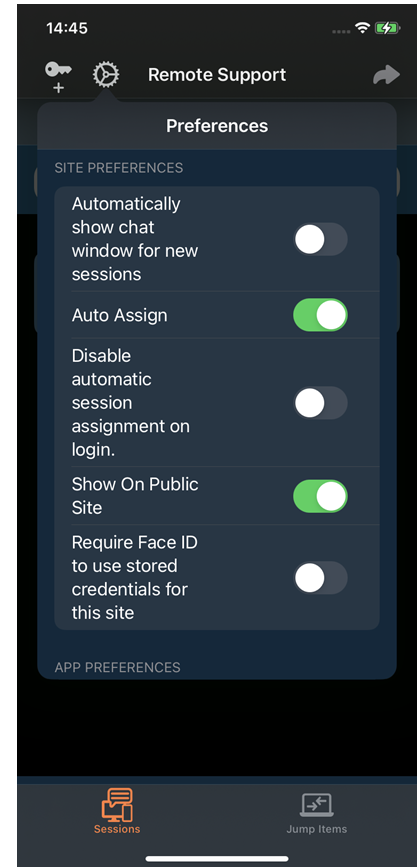 14:45
Remote Support
Preferences
SITE PREFERENCES
Automatically
show chat
window for new
sessions
Auto Assign
Disable
automatic
session
assignment on
login.
Show On Public
Site
Require Face ID
to use stored
credentials for
this site
APP PREFERENCES
Sessions
Jump Items